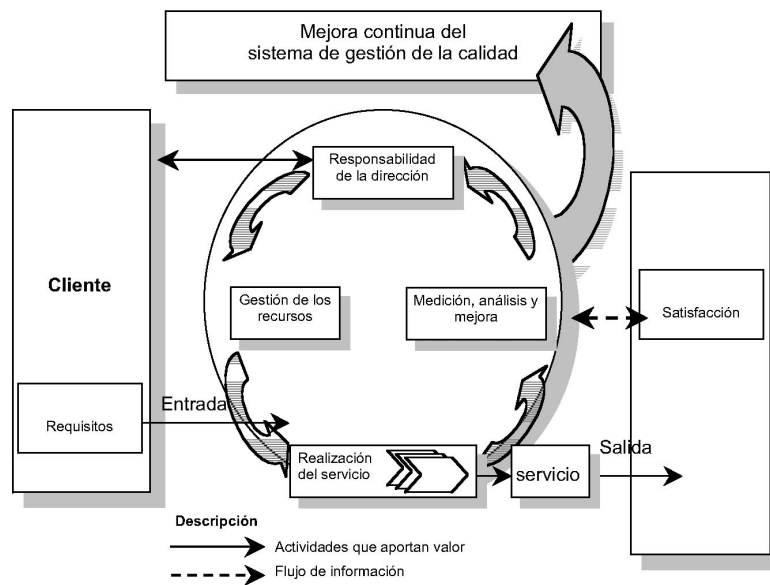 Mejora continua del
sistema de gestión de la calidad
Responsabilidad
de la dirección
Cliente
Gestión de los
recursos
Medición, análisis y
mejora
Satisfacción
Requisitos
Entrada
Realización
del servicio
servicio
Salida
Descripción
Actividades que aportan valor
Flujo de información